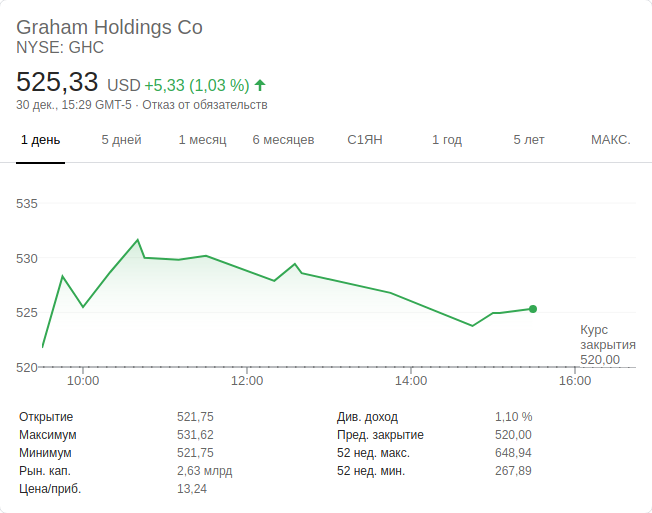 Graham Holdings Co
NYSE: GHC
525,33 USD +5,33 (1,03 %)
30 дек., 15:29 GMT-5 · Отказ от обязательств
1 день 5 дней 1 месяц 6 месяцев С1ЯН 1 год 5 лет МАКС.
535
530
525
520
Курс
закрытия
520,00
10:00 12:00 14:00 16:00
Открытие 521,75 Див. доход 1,10 %
Максимум 531,62 Пред. закрытие 520,00
Минимум 521,75 52 нед. макс. 648,94
Рын. кап. 2,63 млрд 52 нед. мин. 267,89
Цена/приб. 13,24